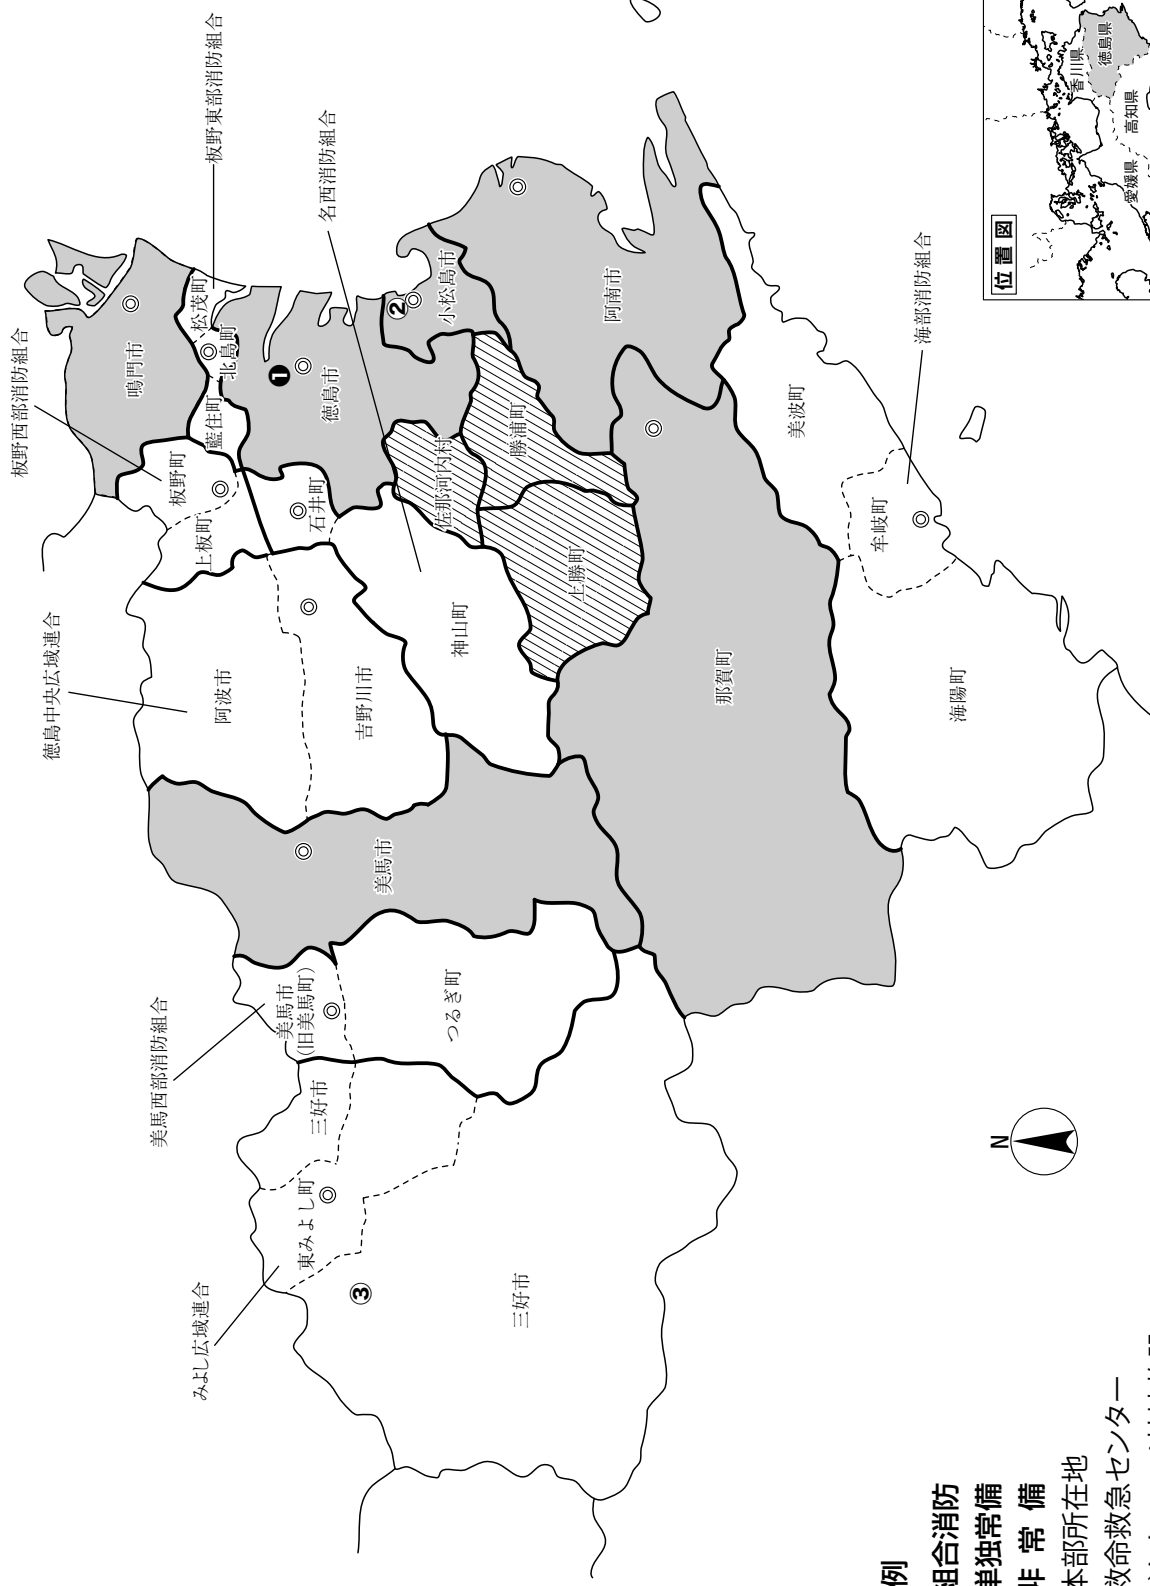 板野西部消防組合
板野東部消防組合
名西消防組合
徳島中央広域連合
美馬西部消防組合
みよし広域連合
海部消防組合
鳴門市
松茂町
北島町
藍住町
板野町
上板町
石井町
徳島市
小松島市
阿南市
勝浦町
佐那河内村
上勝町
神山町
阿波市
吉野川市
美馬市
美馬市
(旧美馬町)
つるぎ町
三好市
東みよし町
三好市
那賀町
美波町
牟岐町
海陽町
❶
②
③
N
位置図
香川県
徳島県
愛媛県
高知県
例
組合消防
単独常備
非常備
本部所在地
救命救急センター